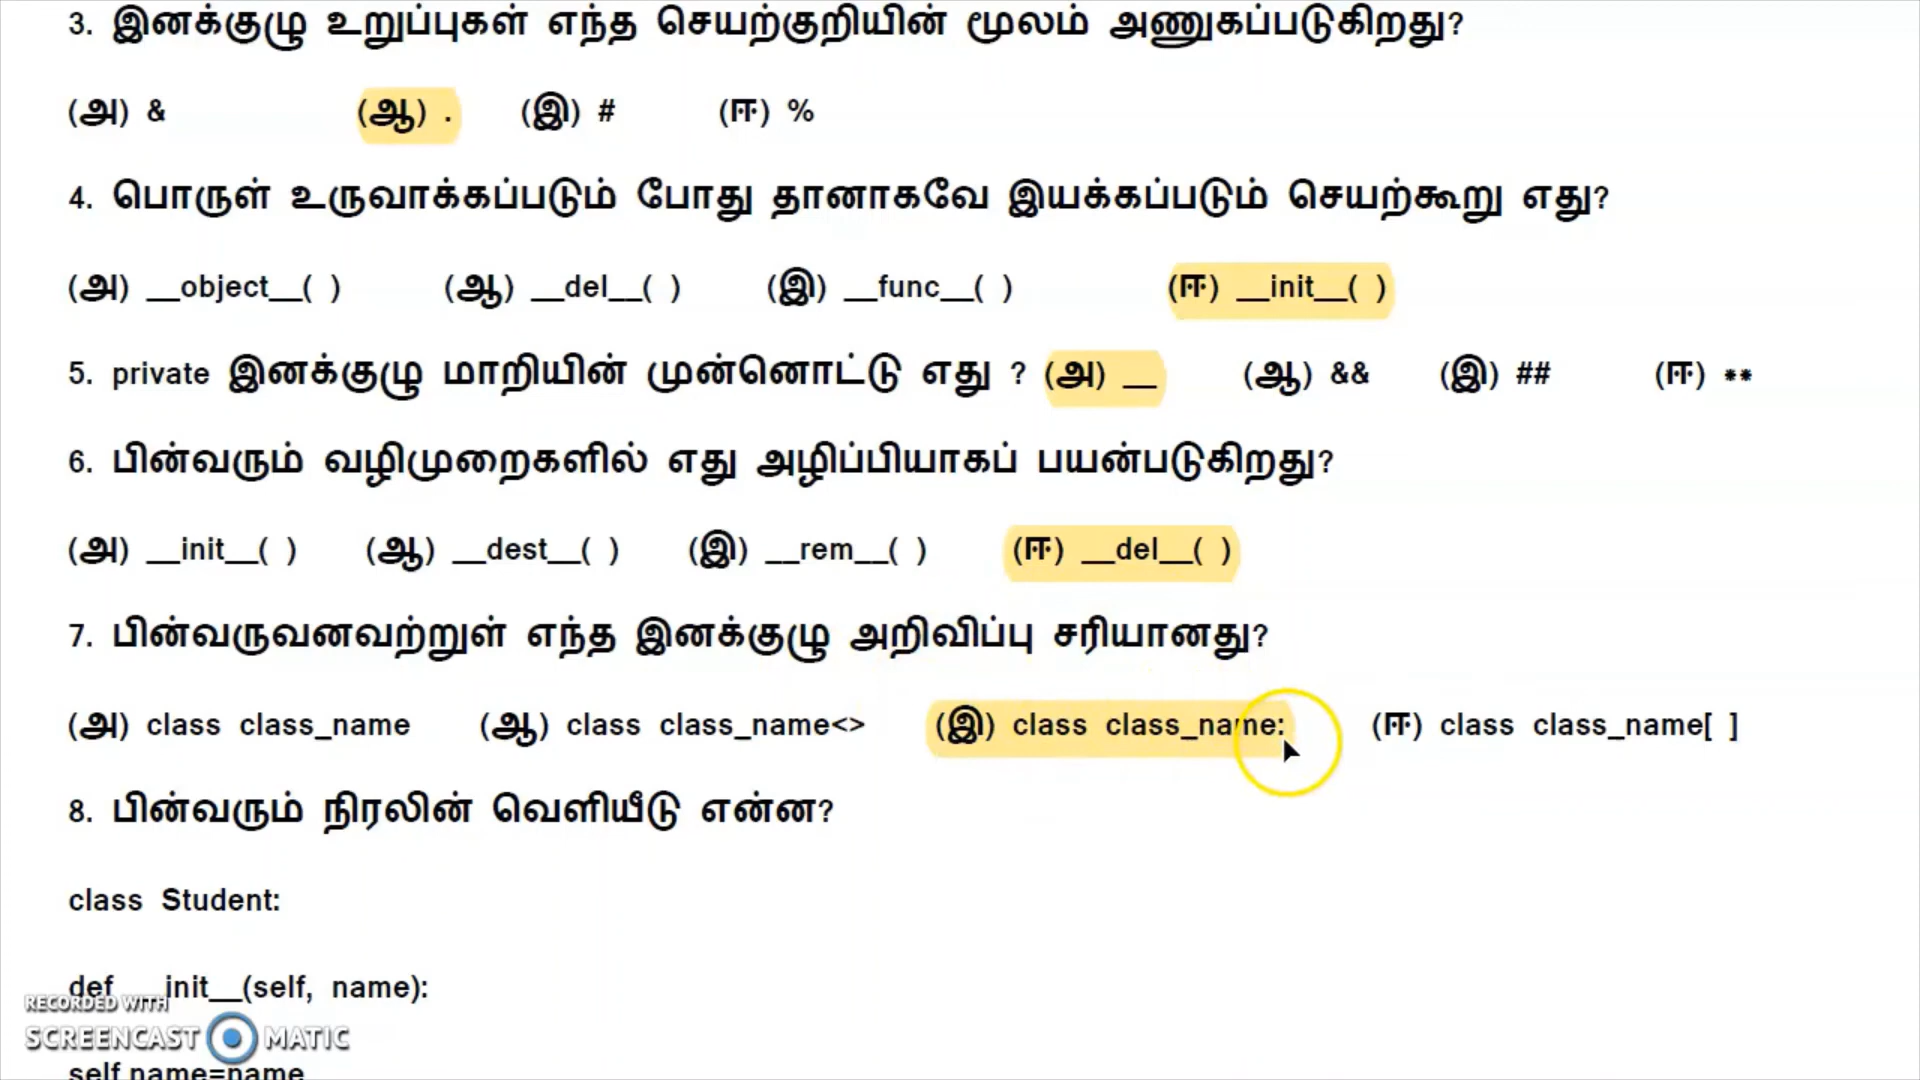 3. இனக்குழு உறுப்புகள் எந்த செயற்குறியின் மூலம் அணுகப்படுகிறது?
(அ) & (ஆ) . (இ) # (ஈ) %
4. பொருள் உருவாக்கப்படும் போது தானாகவே இயக்கப்படும் செயற்கூறு எது?
(அ) __object__( ) (ஆ) __del__( ) (இ) __func__( ) (ஈ) __init__( )
5. private இனக்குழு மாறியின் முன்னொட்டு எது ? (அ) __ (ஆ) && (இ) ## (ஈ) **
6. பின்வரும் வழிமுறைகளில் எது அழிப்பியாகப் பயன்படுகிறது?
(அ) __init__( ) (ஆ) __dest__( ) (இ) __rem__( ) (ஈ) __del__( )
7. பின்வருவனவற்றுள் எந்த இனக்குழு அறிவிப்பு சரியானது?
(அ) class class_name (ஆ) class class_name<> (இ) class class_name: (ஈ) class class_name[ ]
8. பின்வரும் நிரலின் வெளியீடு என்ன?
class Student:
def __init__(self, name):
RECORDED WITH
SCREENCAST MATIC
self.name=name